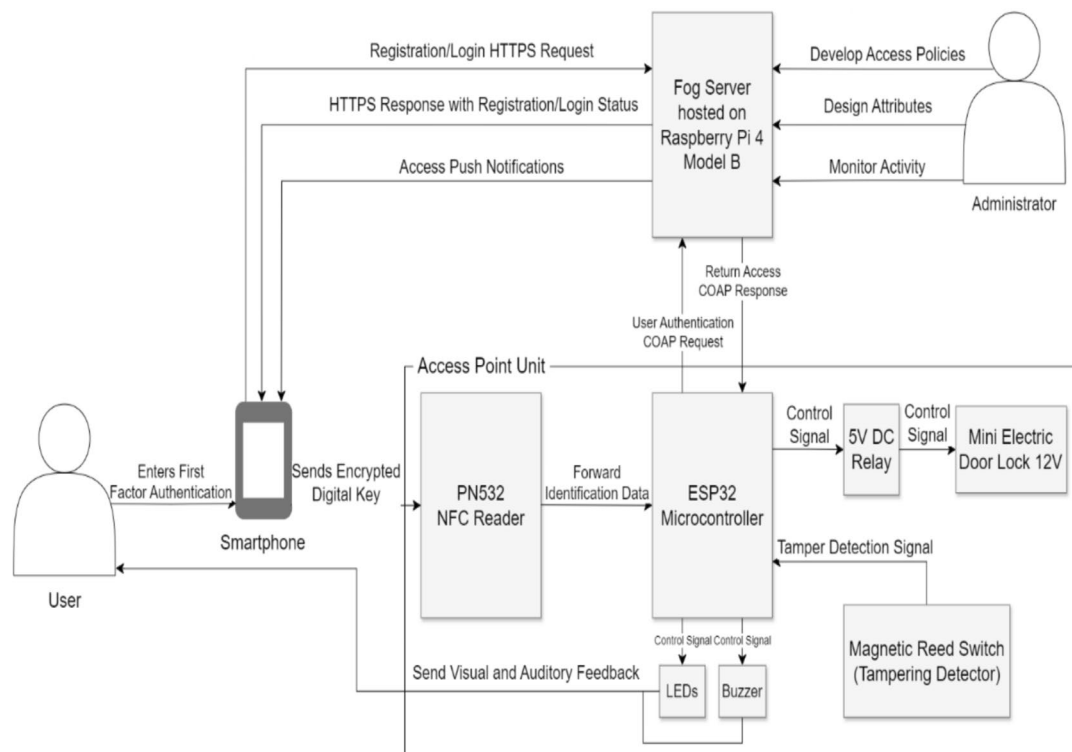 Registration/Login HTTPS Request
HTTPS Response with Registration/Login Status
Access Push Notifications
Fog Server
hosted on
Raspberry Pi 4
Model B
Develop Access Policies
Design Attributes
Monitor Activity
Administrator
Return Access
COAP Response
User Authentication
COAP Request
Access Point Unit
Enters First
Factor Authentication
Smartphone
User
Sends Encrypted
Digital Key
PN532
NFC Reader
Forward
Identification Data
ESP32
Microcontroller
Control
Signal
5V DC
Relay
Control
Signal
Mini Electric
Door Lock 12V
Tamper Detection Signal
Magnetic Reed Switch
(Tampering Detector)
Control Signal
Control Signal
LEDs
Buzzer
Send Visual and Auditory Feedback